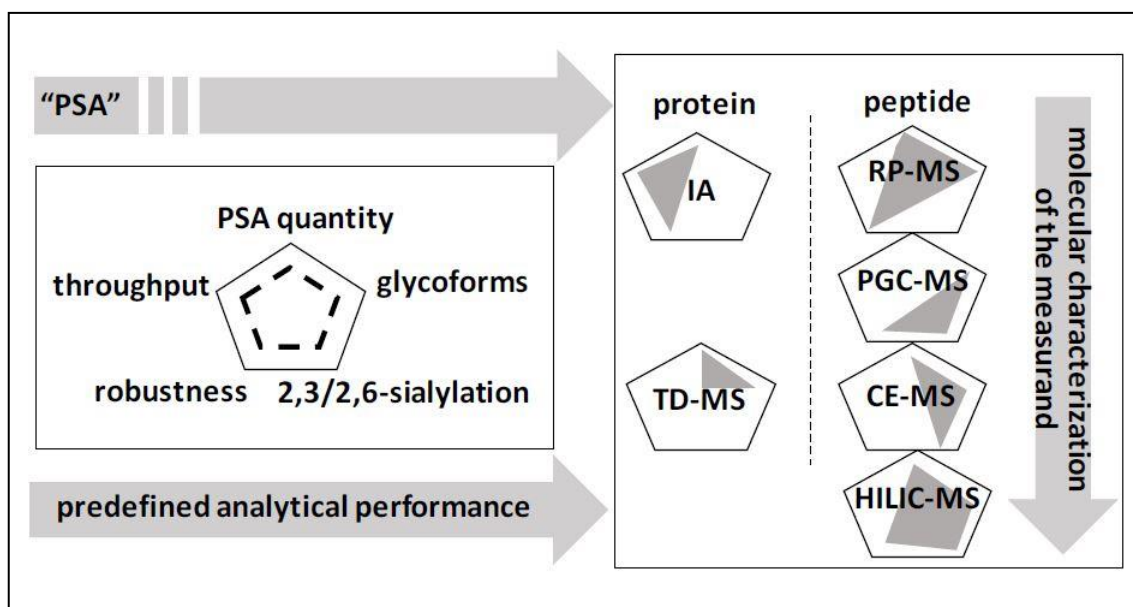 “PSA”
PSA quantity
throughput
glycoforms
robustness
2,3/2,6-sialylation
predefined analytical performance
protein
peptide
IA
RP-MS
PGC-MS
TD-MS
CE-MS
HILIC-MS
molecular characterization
of the measurand